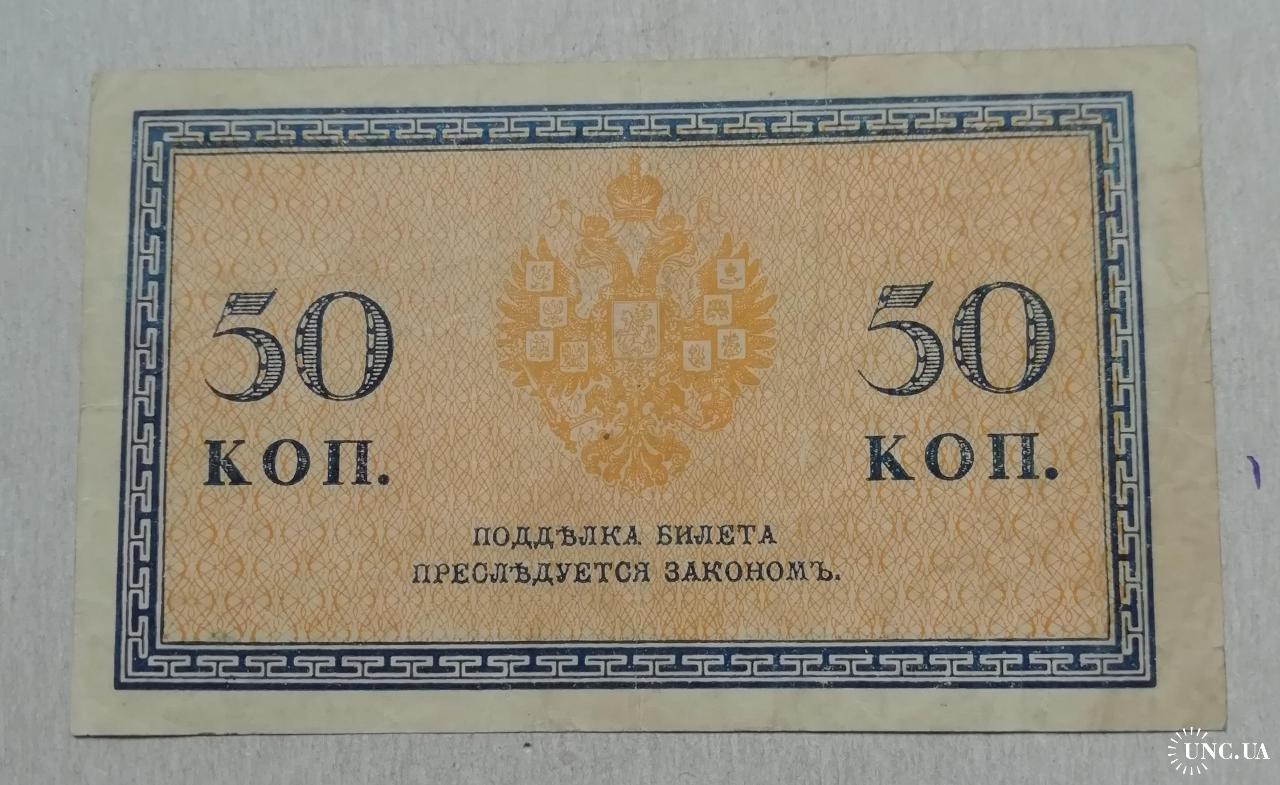 50 50
КОП. КОП.
ПОДДѢЛКА БИЛЕТА
ПРЕСЛѢДУЕТСЯ ЗАКОНОМЪ.
UNC.UA